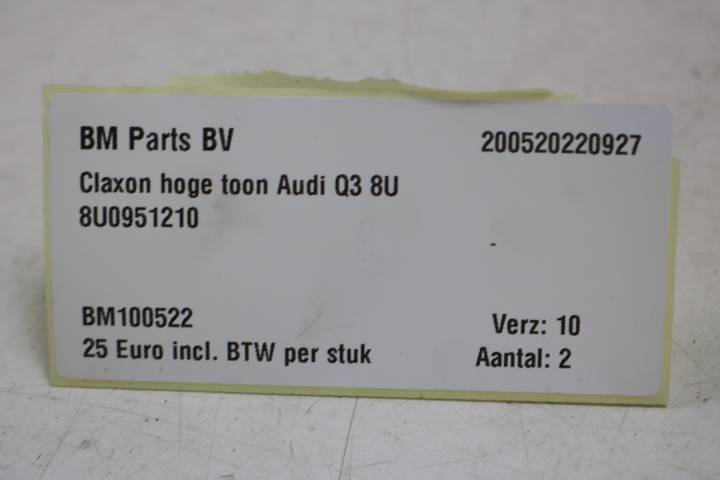 BM Parts BV 200520220927
Claxon hoge toon Audi Q3 8U
8U0951210
BM100522 Verz: 10
25 Euro incl. BTW per stuk Aantal: 2